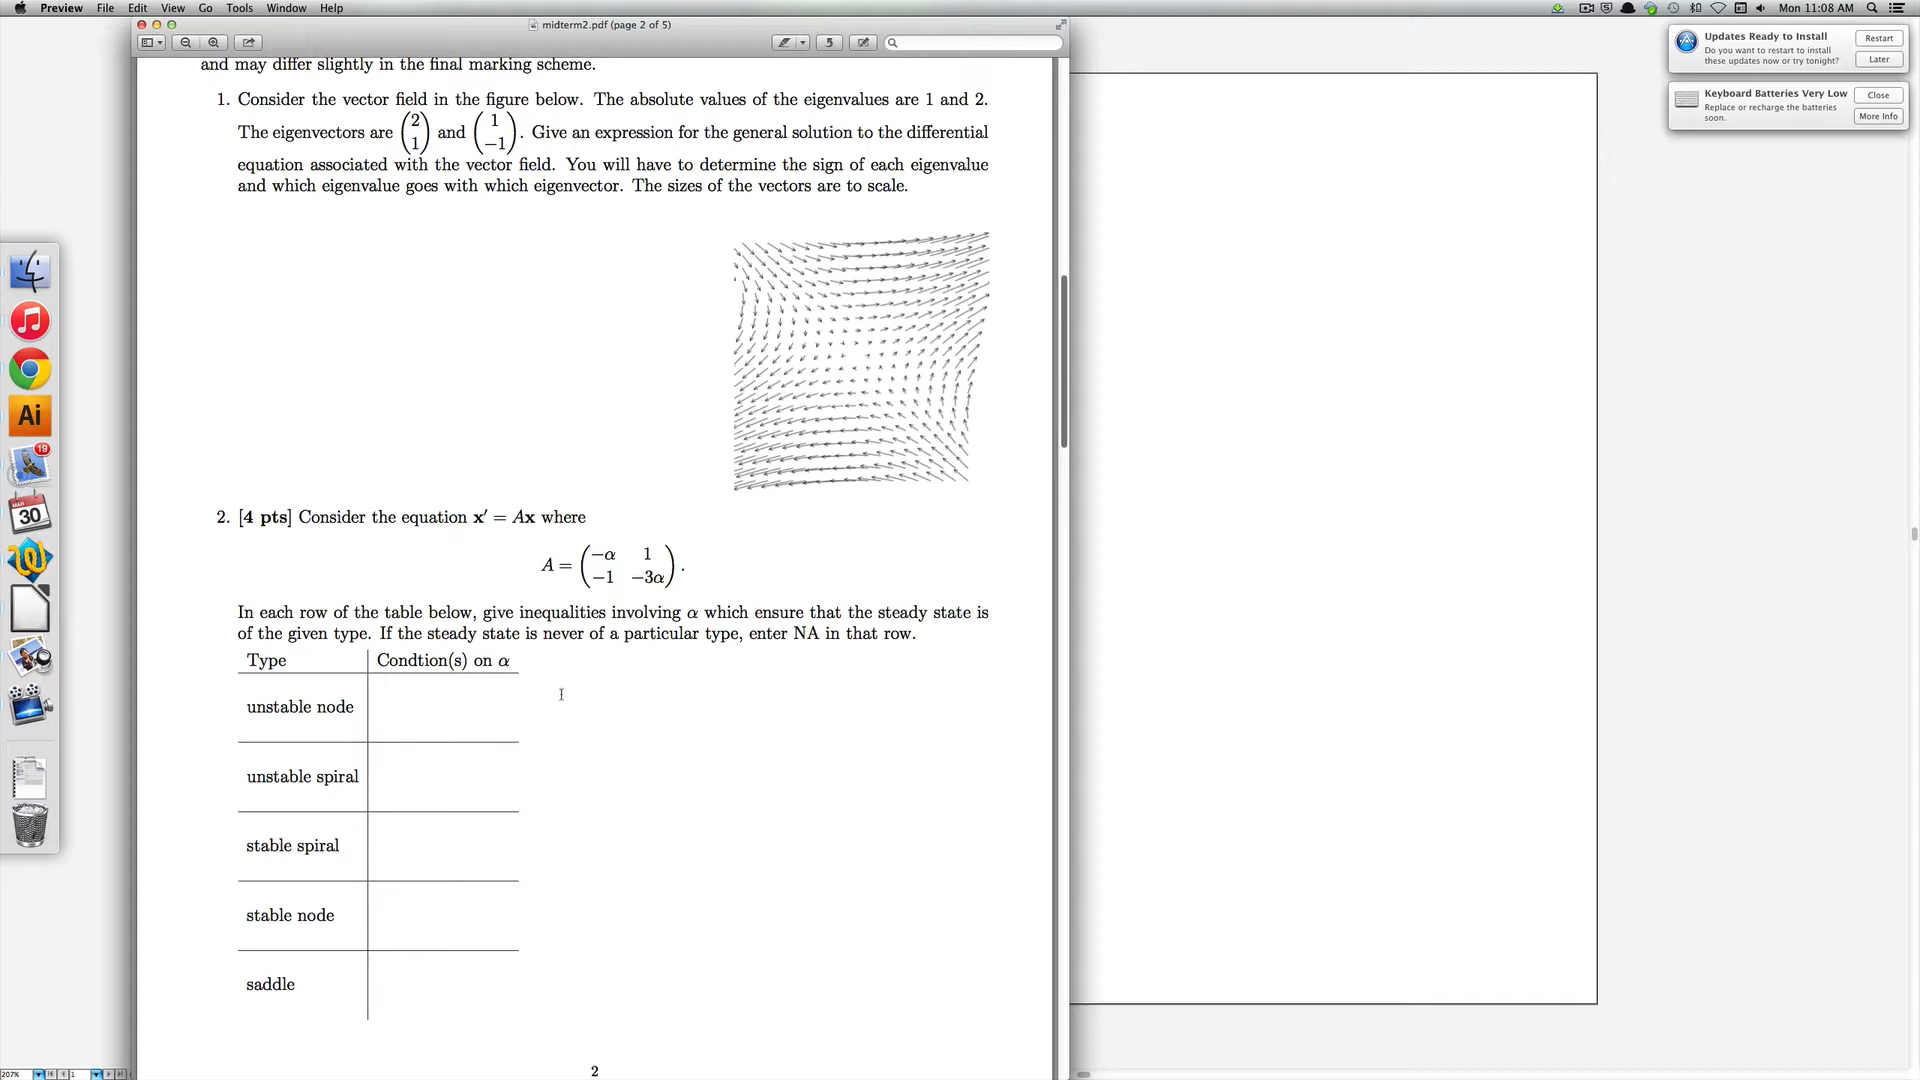 Preview File Edit View Go Tools Window Help
Mon 11:08 AM
midterm2.pdf (page 2 of 5)
Updates Ready to Install
Do you want to restart to install
these updates now or try tonight?
Restart
Later
Keyboard Batteries Very Low
Replace or recharge the batteries
soon.
Close
More Info
and may differ slightly in the final marking scheme.
1. Consider the vector field in the figure below. The absolute values of the eigenvalues are 1 and 2.
The eigenvectors are (2 1) and (1 −1). Give an expression for the general solution to the differential
equation associated with the vector field. You will have to determine the sign of each eigenvalue
and which eigenvalue goes with which eigenvector. The sizes of the vectors are to scale.
2. [4 pts] Consider the equation x′ = Ax where
A = (−α 1
−1 −3α).
In each row of the table below, give inequalities involving α which ensure that the steady state is
of the given type. If the steady state is never of a particular type, enter NA in that row.
Type Condtion(s) on α
unstable node
unstable spiral
stable spiral
stable node
saddle
2
Ai
19
MAR
30
207%
1